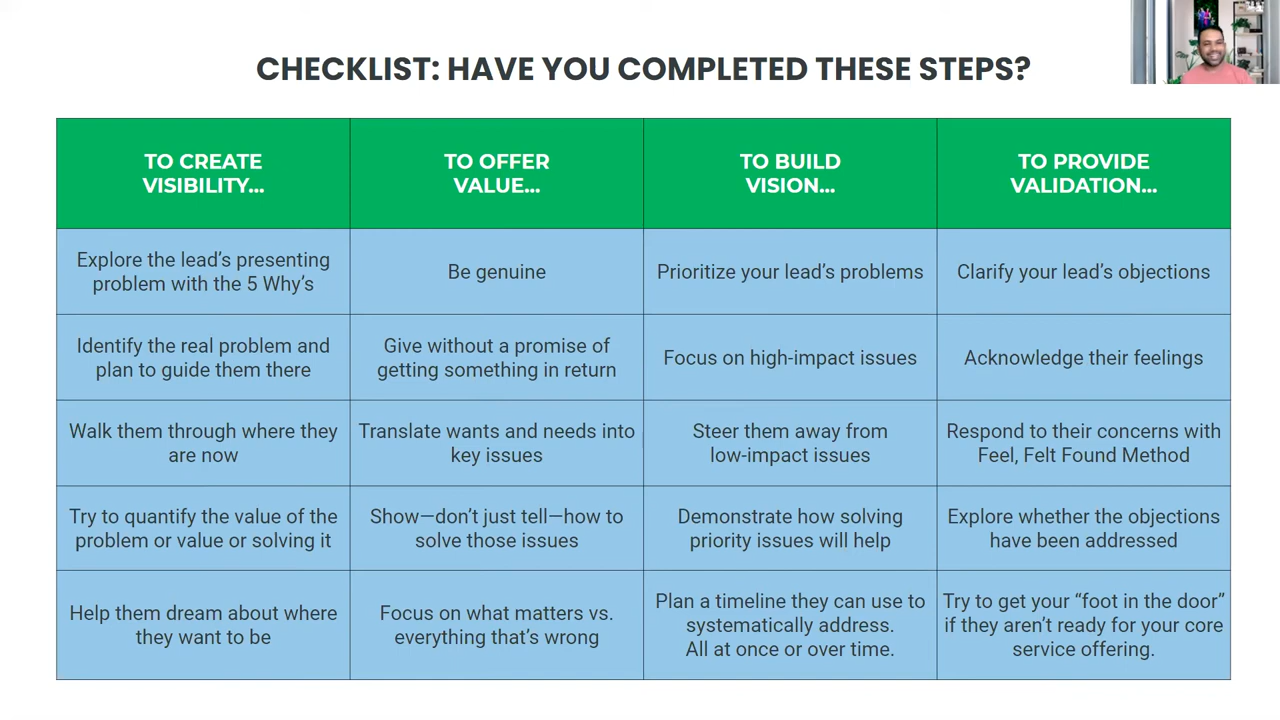 CHECKLIST: HAVE YOU COMPLETED THESE STEPS?
TO CREATE
VISIBILITY...
TO OFFER
VALUE...
TO BUILD
VISION...
TO PROVIDE
VALIDATION...
Explore the lead’s presenting
problem with the 5 Why’s
Be genuine
Prioritize your lead’s problems
Clarify your lead’s objections
Identify the real problem and
plan to guide them there
Give without a promise of
getting something in return
Focus on high-impact issues
Acknowledge their feelings
Walk them through where they
are now
Translate wants and needs into
key issues
Steer them away from
low-impact issues
Respond to their concerns with
Feel, Felt Found Method
Try to quantify the value of the
problem or value or solving it
Show—don’t just tell—how to
solve those issues
Demonstrate how solving
priority issues will help
Explore whether the objections
have been addressed
Help them dream about where
they want to be
Focus on what matters vs.
everything that’s wrong
Plan a timeline they can use to
systematically address.
All at once or over time.
Try to get your “foot in the door”
if they aren’t ready for your core
service offering.